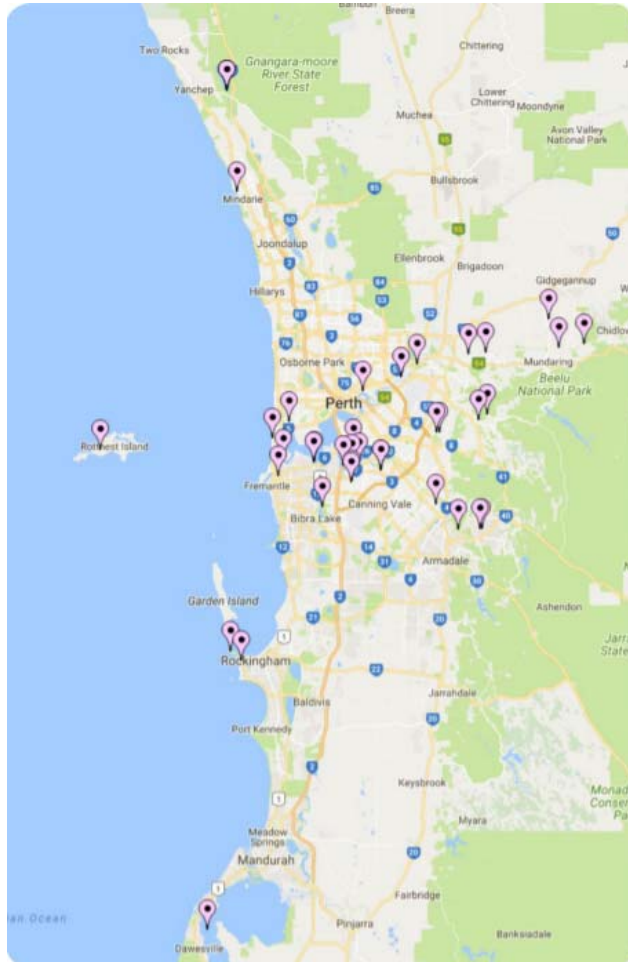 Breera
Two Rocks
Chittering
Gnangara-moore
River State
Forest
Yanchep
Lower
Chittering
Moondyne
Muchea
Avon Valley
National Park
Bullsbrook
Mindarie
Joondalup
Ellenbrook
Brigadoon
Gidgegannup
Hillarys
Osborne Park
Mundaring
Chidlow
Beelu
National Park
Perth
Rottnest Island
Fremantle
Canning Vale
Bibra Lake
Armadale
Garden Island
Ashendon
Rockingham
Jarrahdale
Baldivis
Port Kennedy
Keysbrook
Myara
Meadow
Springs
Mandurah
Fairbridge
Pinjarra
Dawesville
Banksiadale